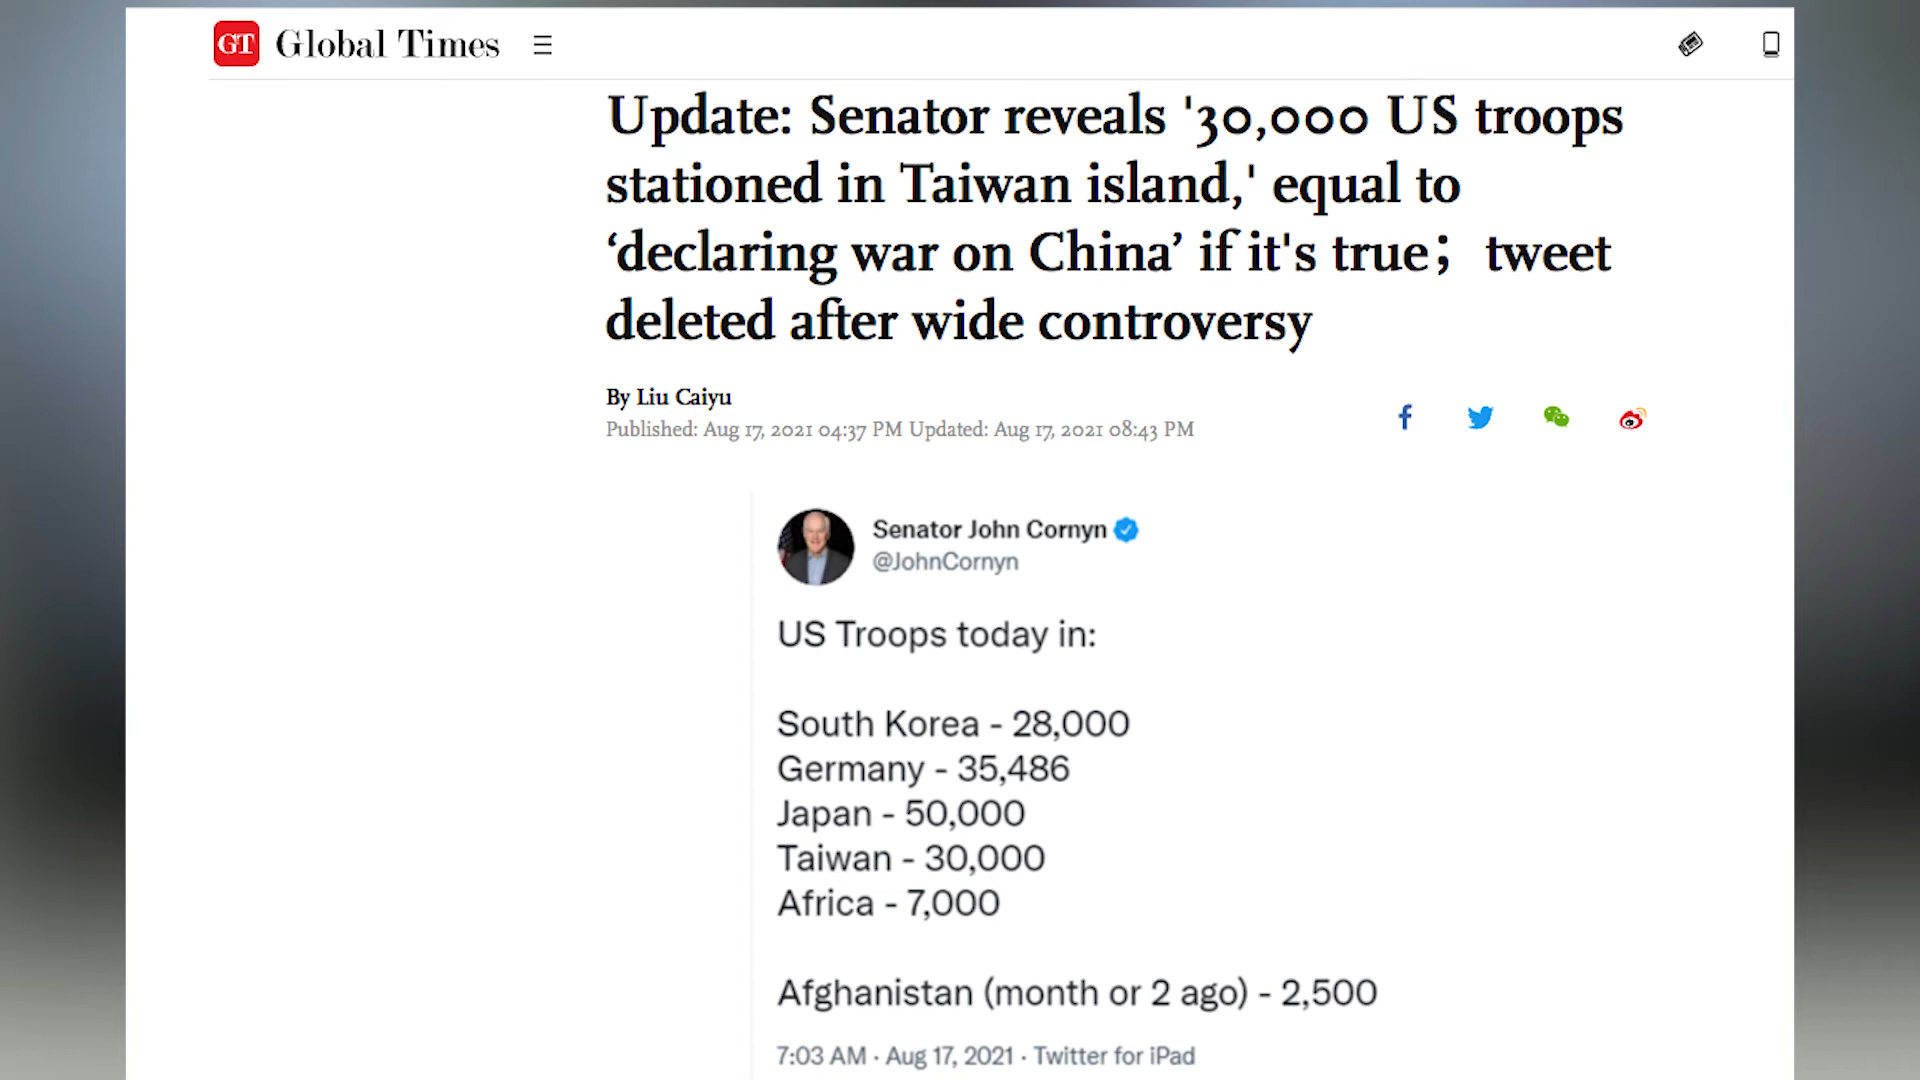 GT Global Times
Update: Senator reveals '30,000 US troops
stationed in Taiwan island,' equal to
‘declaring war on China’ if it's true；tweet
deleted after wide controversy
By Liu Caiyu
Published: Aug 17, 2021 04:37 PM Updated: Aug 17, 2021 08:43 PM
Senator John Cornyn
@JohnCornyn
US Troops today in:
South Korea - 28,000
Germany - 35,486
Japan - 50,000
Taiwan - 30,000
Africa - 7,000
Afghanistan (month or 2 ago) - 2,500
7:03 AM · Aug 17, 2021 · Twitter for iPad